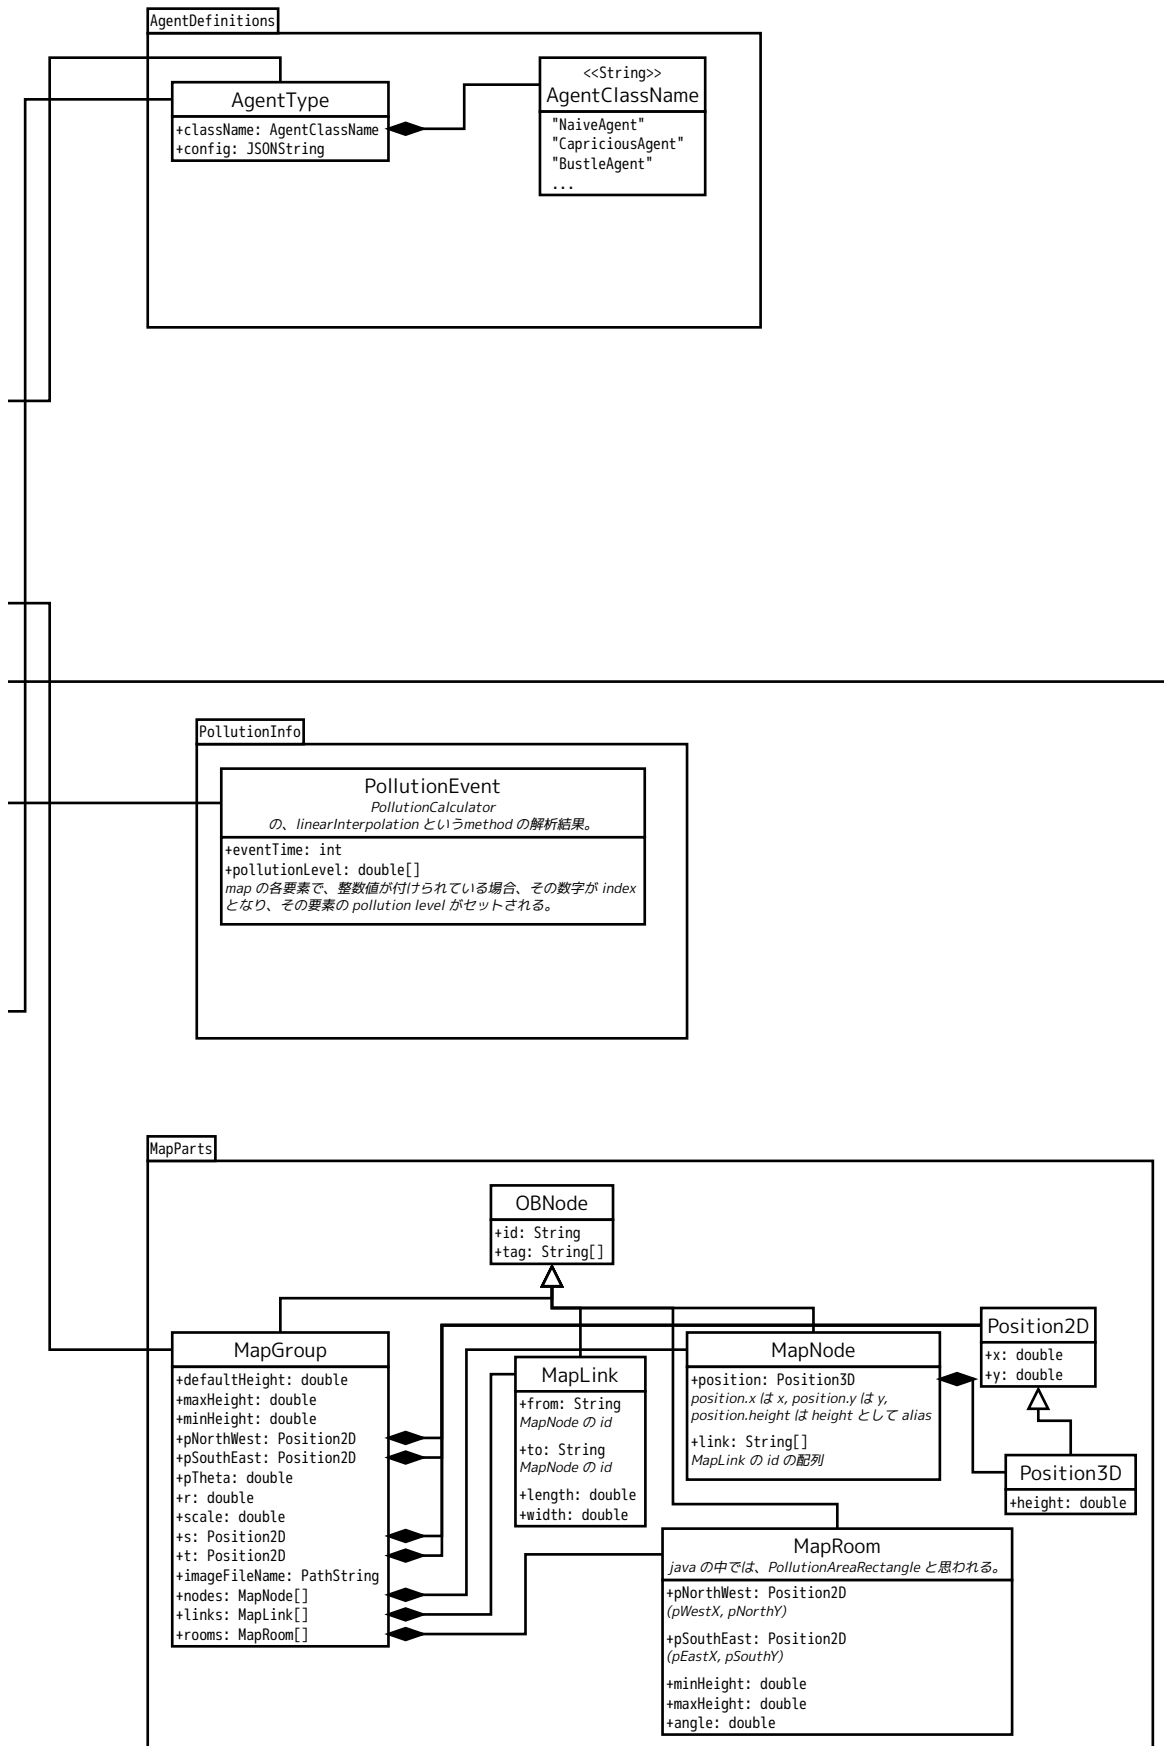 AgentDefinitions
AgentType
+className: AgentClassName
+config: JSONString
<<String>>
AgentClassName
"NaiveAgent"
"CapriciousAgent"
"BustleAgent"
...
PollutionInfo
PollutionEvent
PollutionCalculator
の、linearInterpolation というmethod の解析結果。
+eventTime: int
+pollutionLevel: double[]
map の各要素で、整数値が付けられている場合、その数字が index
となり、その要素の pollution level がセットされる。
MapParts
OBNode
+id: String
+tag: String[]
MapGroup
+defaultHeight: double
+maxHeight: double
+minHeight: double
+pNorthWest: Position2D
+pSouthEast: Position2D
+pTheta: double
+r: double
+scale: double
+s: Position2D
+t: Position2D
+imageFileName: PathString
+nodes: MapNode[]
+links: MapLink[]
+rooms: MapRoom[]
MapLink
+from: String
MapNode の id
+to: String
MapNode の id
+length: double
+width: double
MapNode
+position: Position3D
position.x は x, position.y は y,
position.height は height として alias
+link: String[]
MapLink の id の配列
Position2D
+x: double
+y: double
Position3D
+height: double
MapRoom
java の中では、PollutionAreaRectangle と思われる。
+pNorthWest: Position2D
(pWestX, pNorthY)
+pSouthEast: Position2D
(pEastX, pSouthY)
+minHeight: double
+maxHeight: double
+angle: double